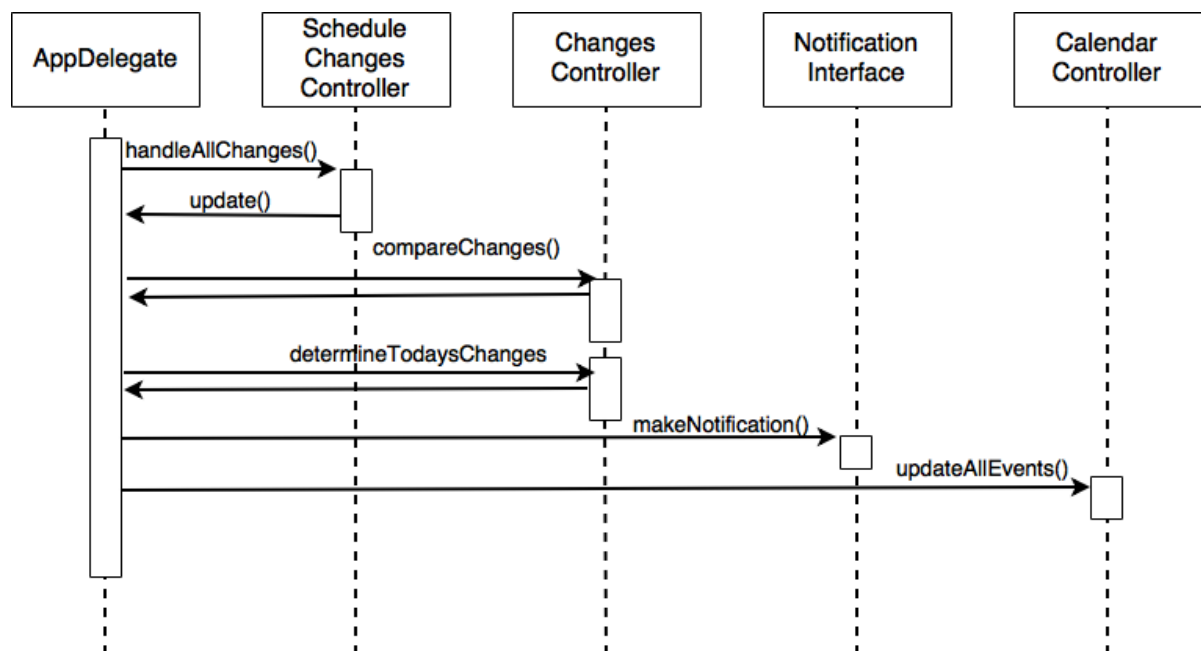 AppDelegate
Schedule
Changes
Controller
Changes
Controller
Notification
Interface
Calendar
Controller
handleAllChanges()
update()
compareChanges()
determineTodaysChanges
makeNotification()
updateAllEvents()